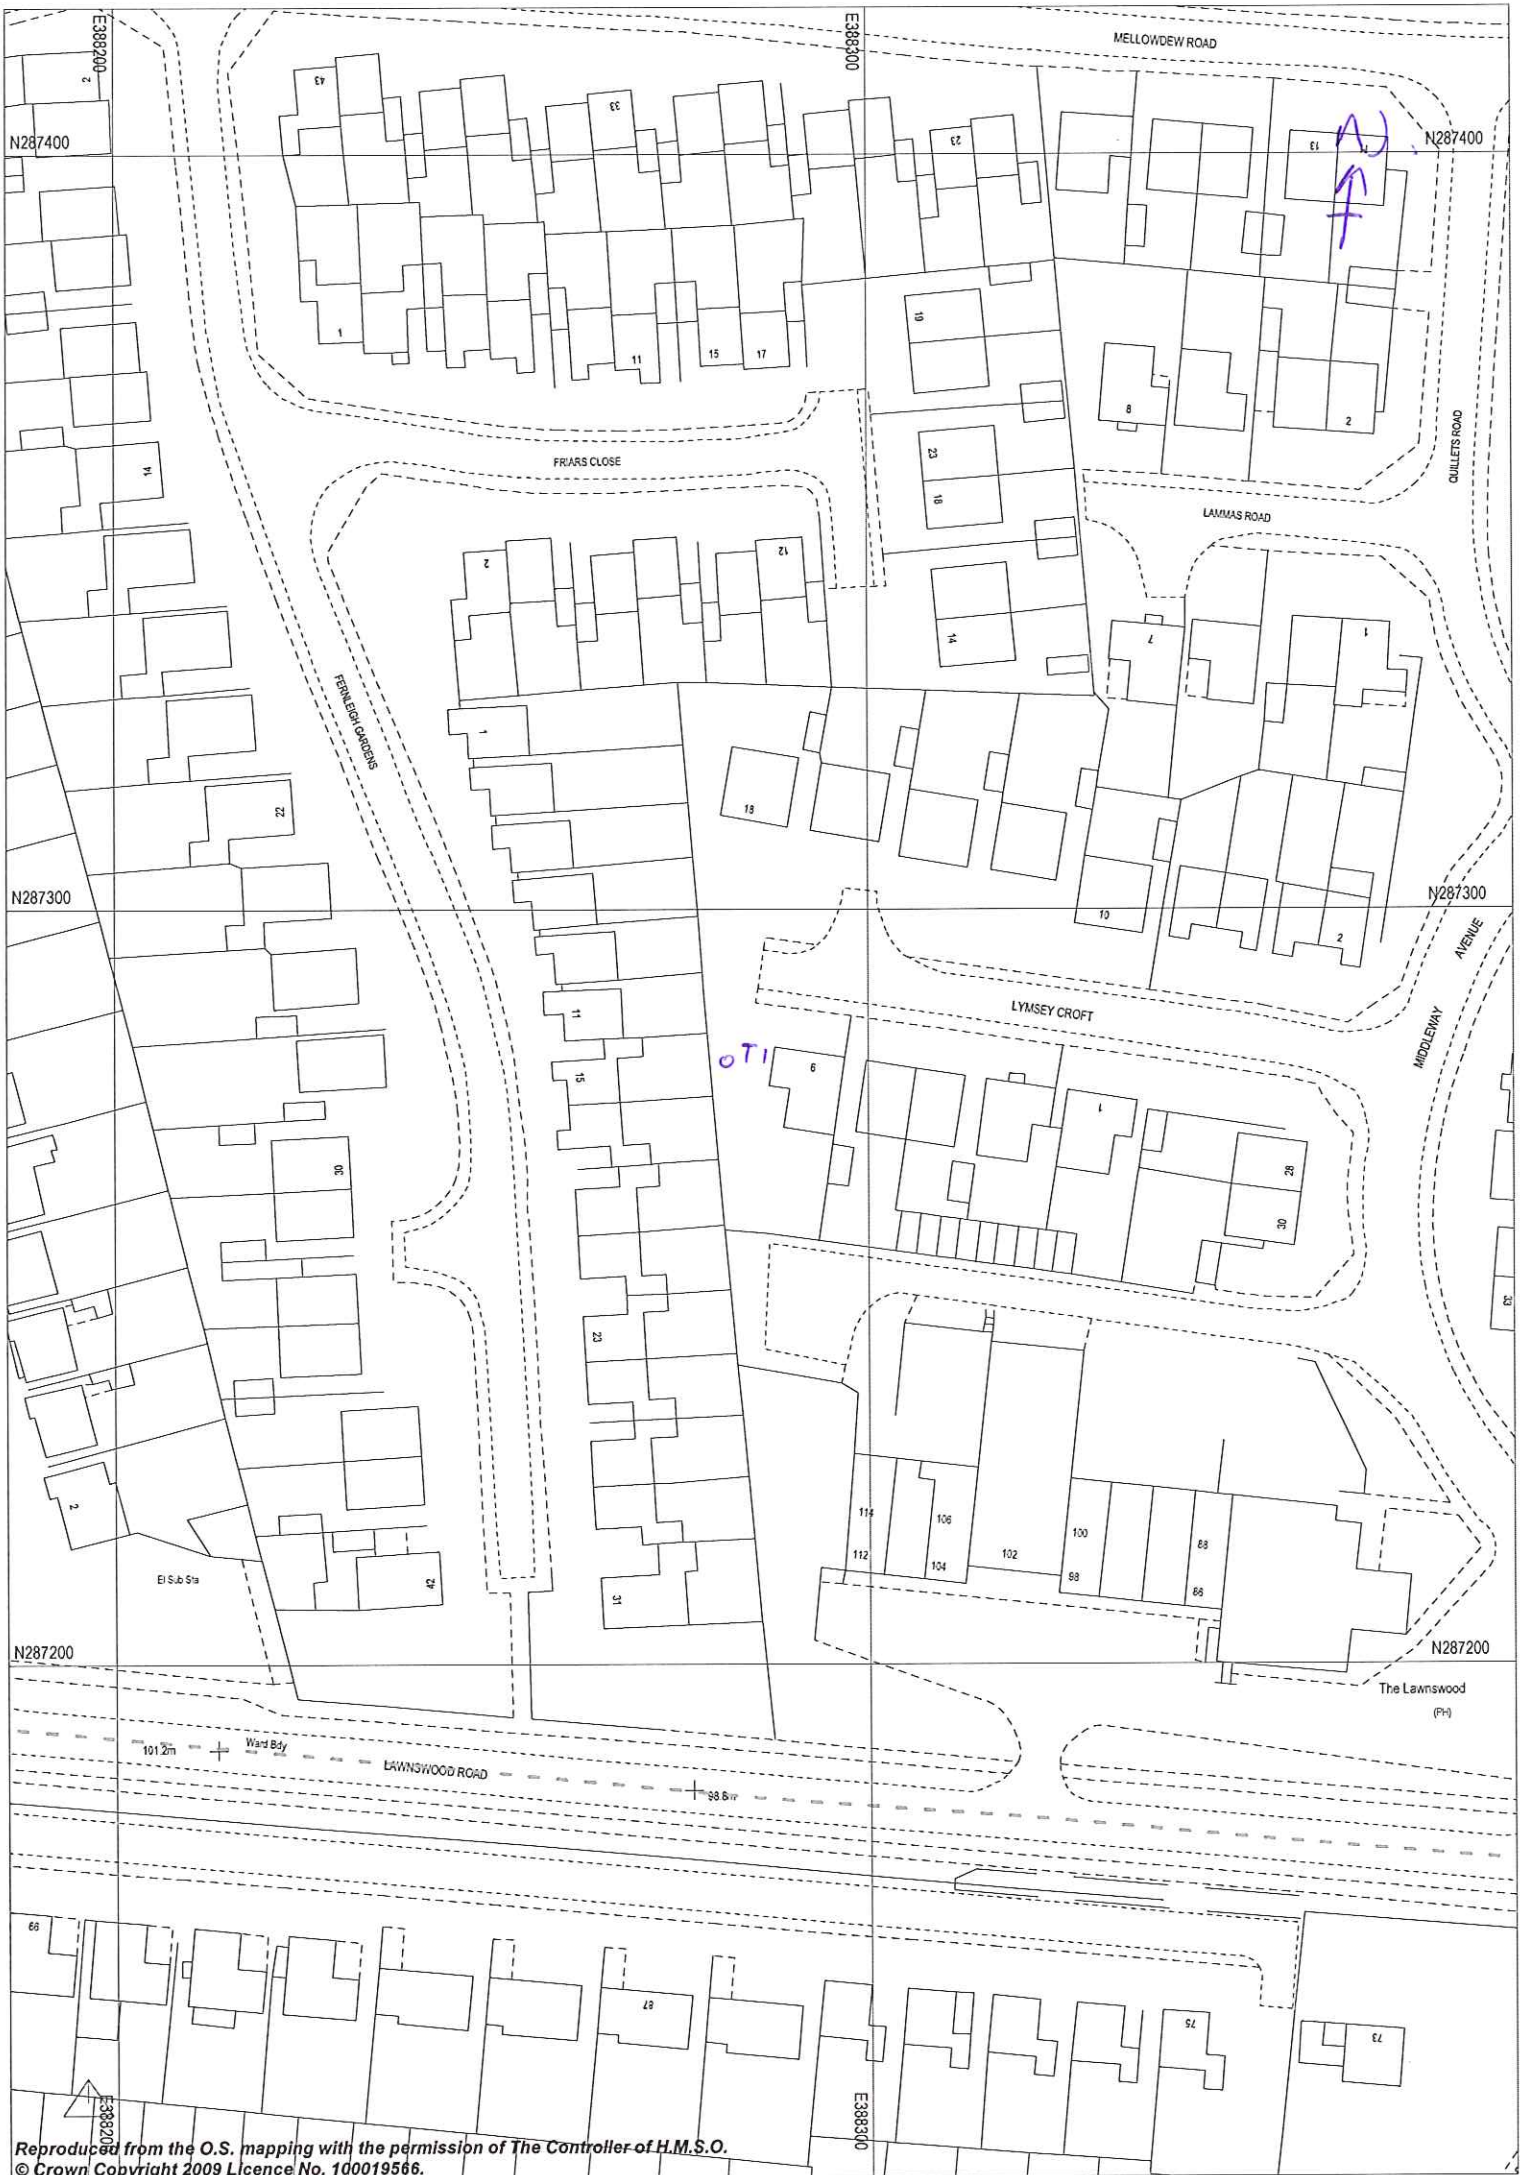 E388200
E388300
MELLOWDEW ROAD
2
43
33
23
13
11
N
N287400
N287400
19
1
11
15
17
8
2
QUILLETS ROAD
FRIARS CLOSE
23
18
14
LAMMAS ROAD
2
12
14
7
1
FERNLEIGH GARDENS
1
18
22
N287300
N287300
10
2
AVENUE
MIDDLEWAY
LYMSEY CROFT
11
T1
6
15
1
30
28
30
33
23
114
106
100
88
112
104
102
98
86
2
El Sub Sta
42
31
N287200
N287200
The Lawnswood
(PH)
101.2m
Ward Bdy
LAWNSWOOD ROAD
98.8m
99
87
75
73
E388200
E388300
Reproduced from the O.S. mapping with the permission of The Controller of H.M.S.O.
© Crown Copyright 2009 Licence No. 100019566.